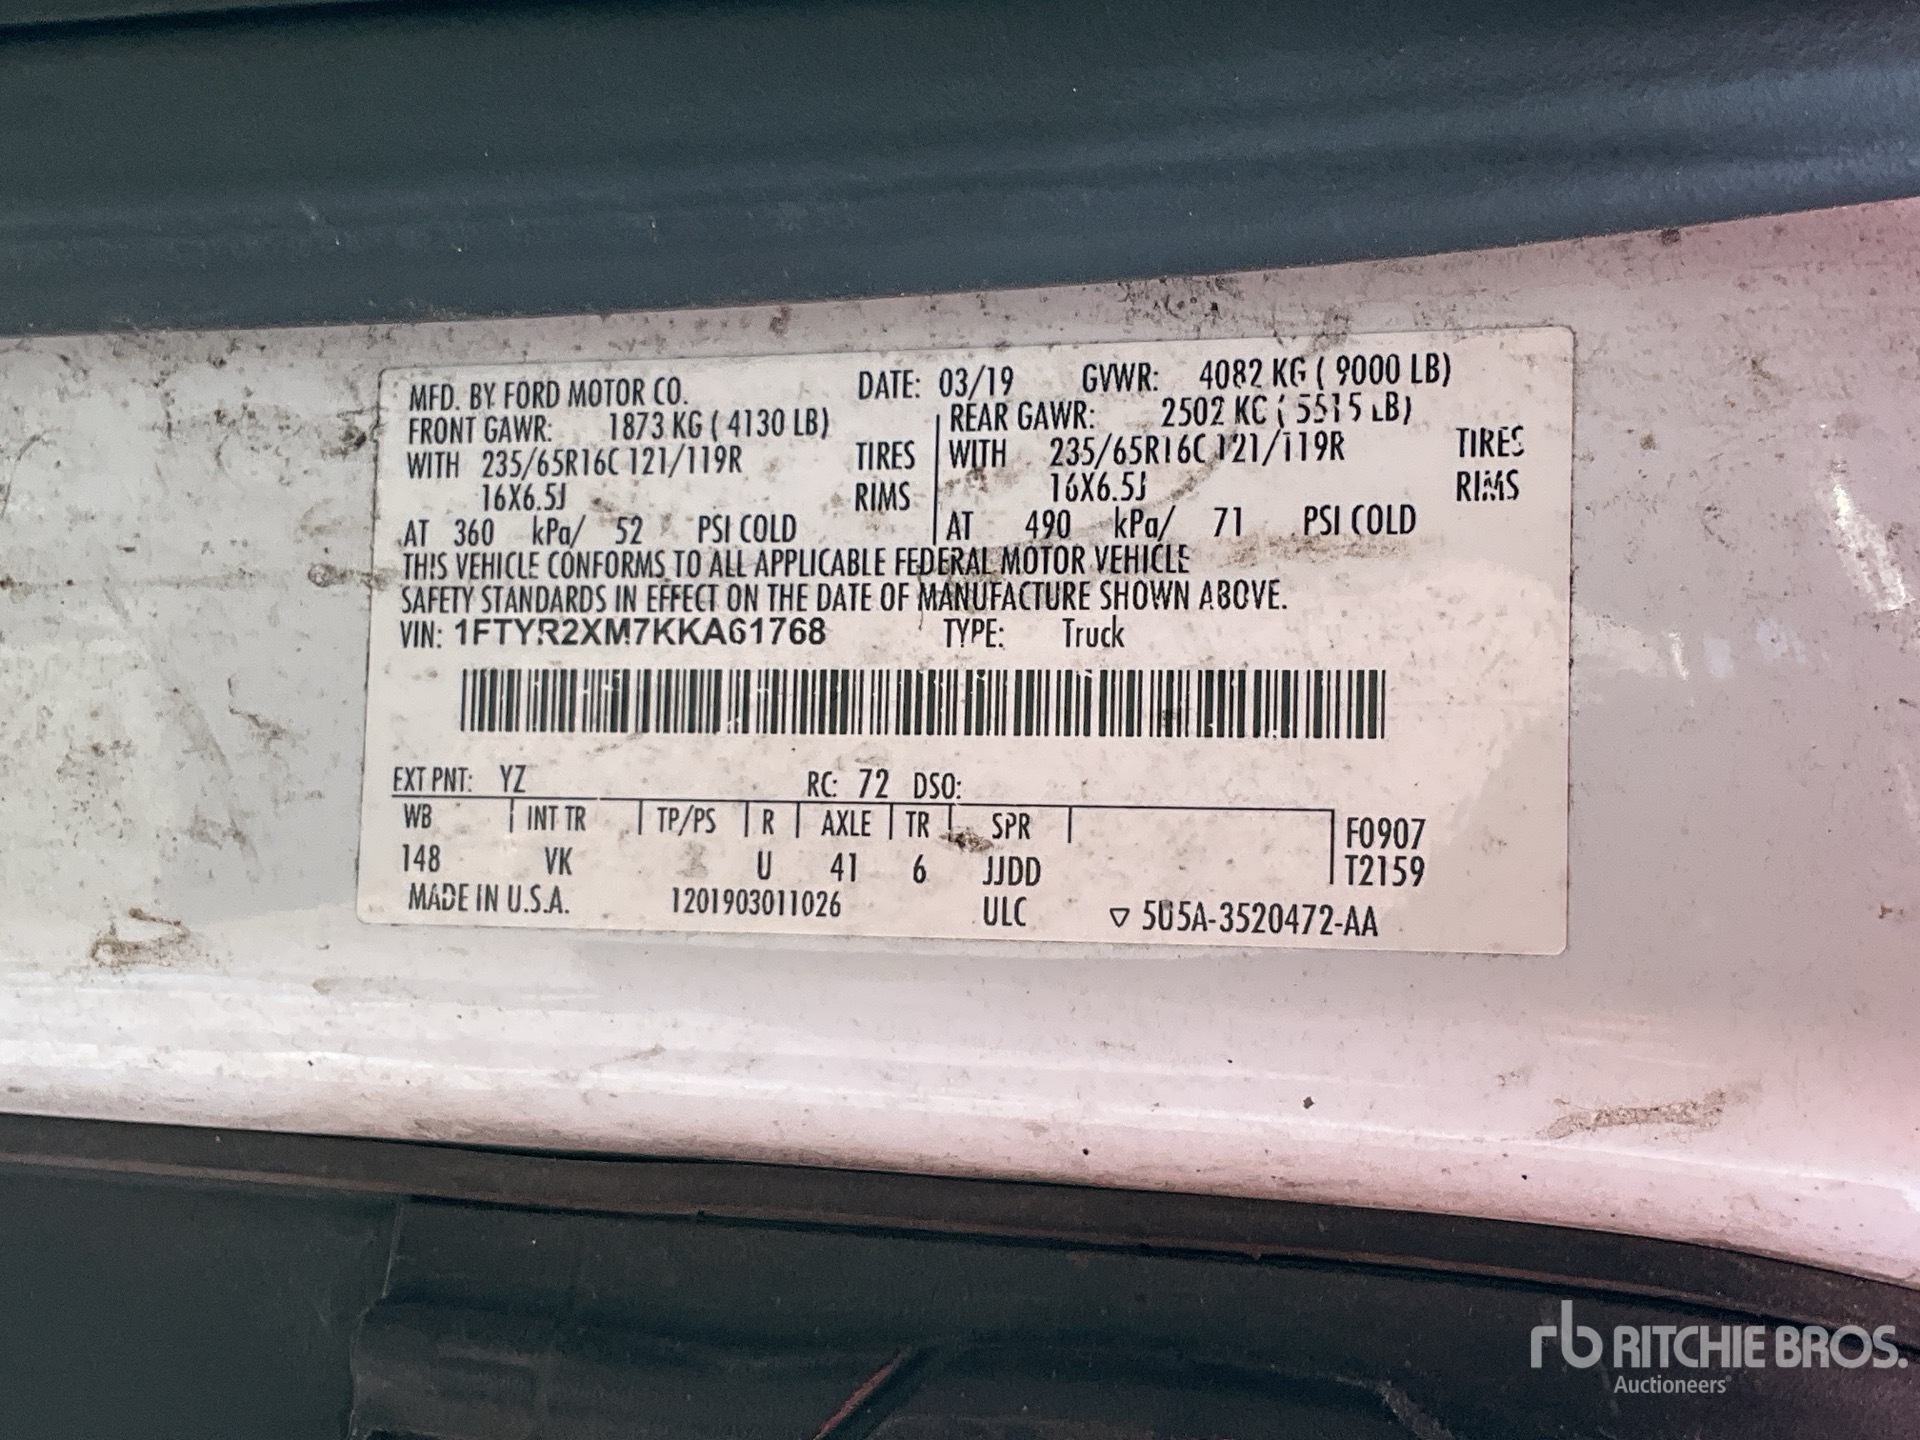 MFD. BY FORD MOTOR CO. DATE: 03/19 GVWR: 4082 KG ( 9000 LB)
FRONT GAWR: 1873 KG ( 4130 LB) REAR GAWR: 2502 KG ( 5515 LB)
WITH 235/65R16C 121/119R TIRES WITH 235/65R16C 121/119R TIRES
16X6.5J RIMS 16X6.5J RIMS
AT 360 kPa/ 52 PSI COLD AT 490 kPa/ 71 PSI COLD
THIS VEHICLE CONFORMS TO ALL APPLICABLE FEDERAL MOTOR VEHICLE
SAFETY STANDARDS IN EFFECT ON THE DATE OF MANUFACTURE SHOWN ABOVE.
VIN: 1FTYR2XM7KKA61768 TYPE: Truck
EXT PNT: YZ RC: 72 DSO:
WB INT TR TP/PS R AXLE TR SPR F0907
148 VK U 41 6 JJDD T2159
MADE IN U.S.A. 1201903011026 ULC ▽ 5U5A-3520472-AA
rb RITCHIE BROS.
Auctioneers